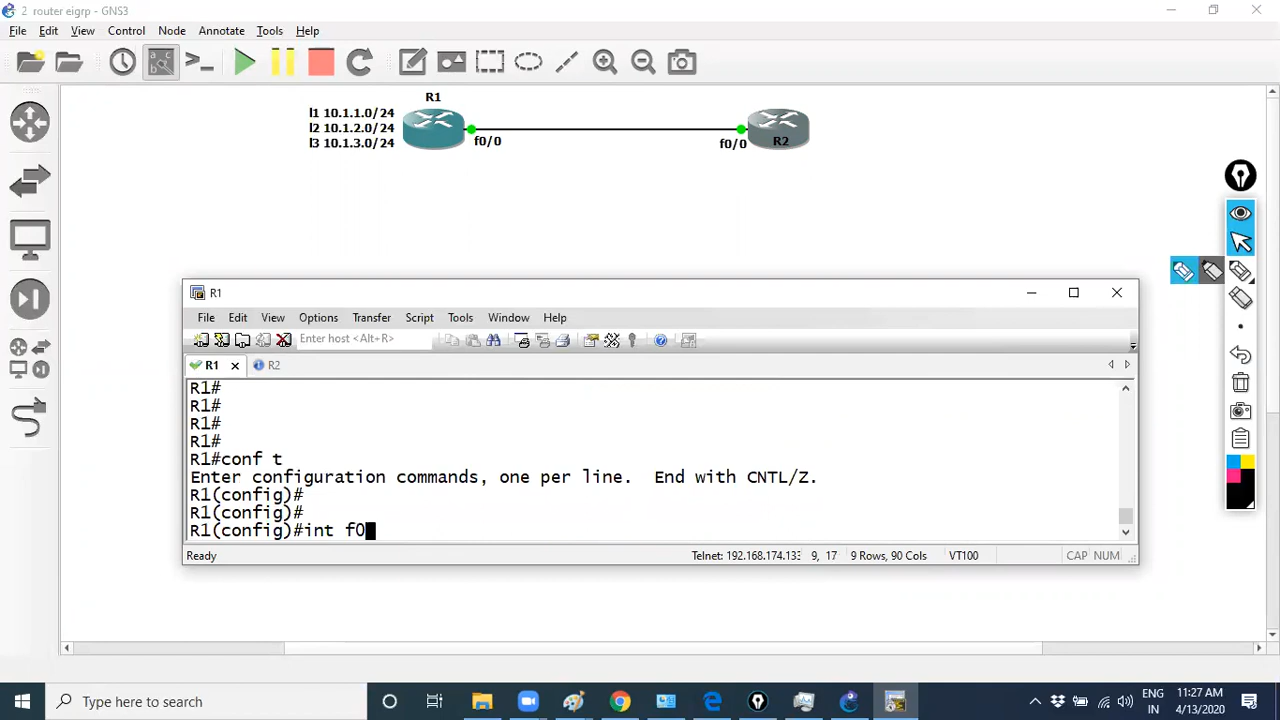 2 router eigrp - GNS3
File Edit View Control Node Annotate Tools Help
R1
l1 10.1.1.0/24
l2 10.1.2.0/24
l3 10.1.3.0/24
f0/0
f0/0
R2
R1
File Edit View Options Transfer Script Tools Window Help
Enter host <Alt+R>
R1 R2
R1#
R1#
R1#
R1#
R1#conf t
Enter configuration commands, one per line. End with CNTL/Z.
R1(config)#
R1(config)#
R1(config)#int f0
Ready Telnet: 192.168.174.133 9, 17 9 Rows, 90 Cols VT100 CAP NUM
Type here to search
ENG
IN
11:27 AM
4/13/2020